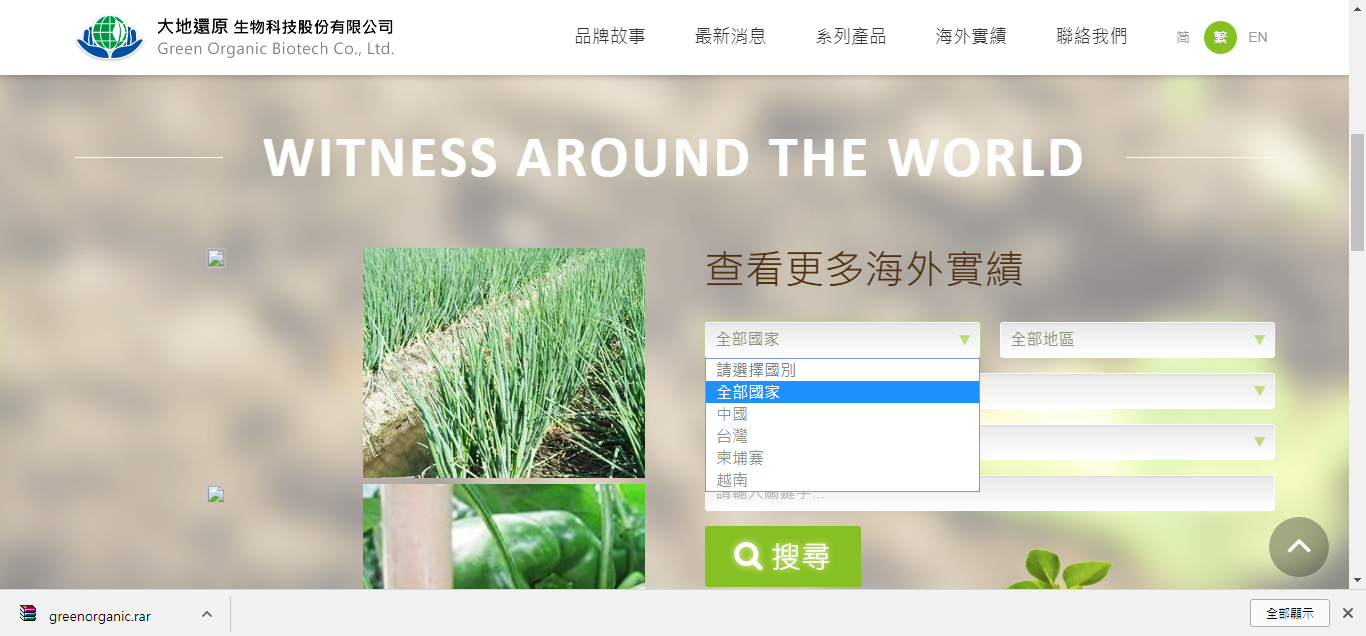 大地還原 生物科技股份有限公司
Green Organic Biotech Co., Ltd.
品牌故事 最新消息 系列產品 海外實績 聯絡我們 简 繁 EN
WITNESS AROUND THE WORLD
查看更多海外實績
全部國家 全部地區
請選擇國別
全部國家
中國
台灣
柬埔寨
越南
請輸入關鍵字...
搜尋
greenorganic.rar 全部顯示